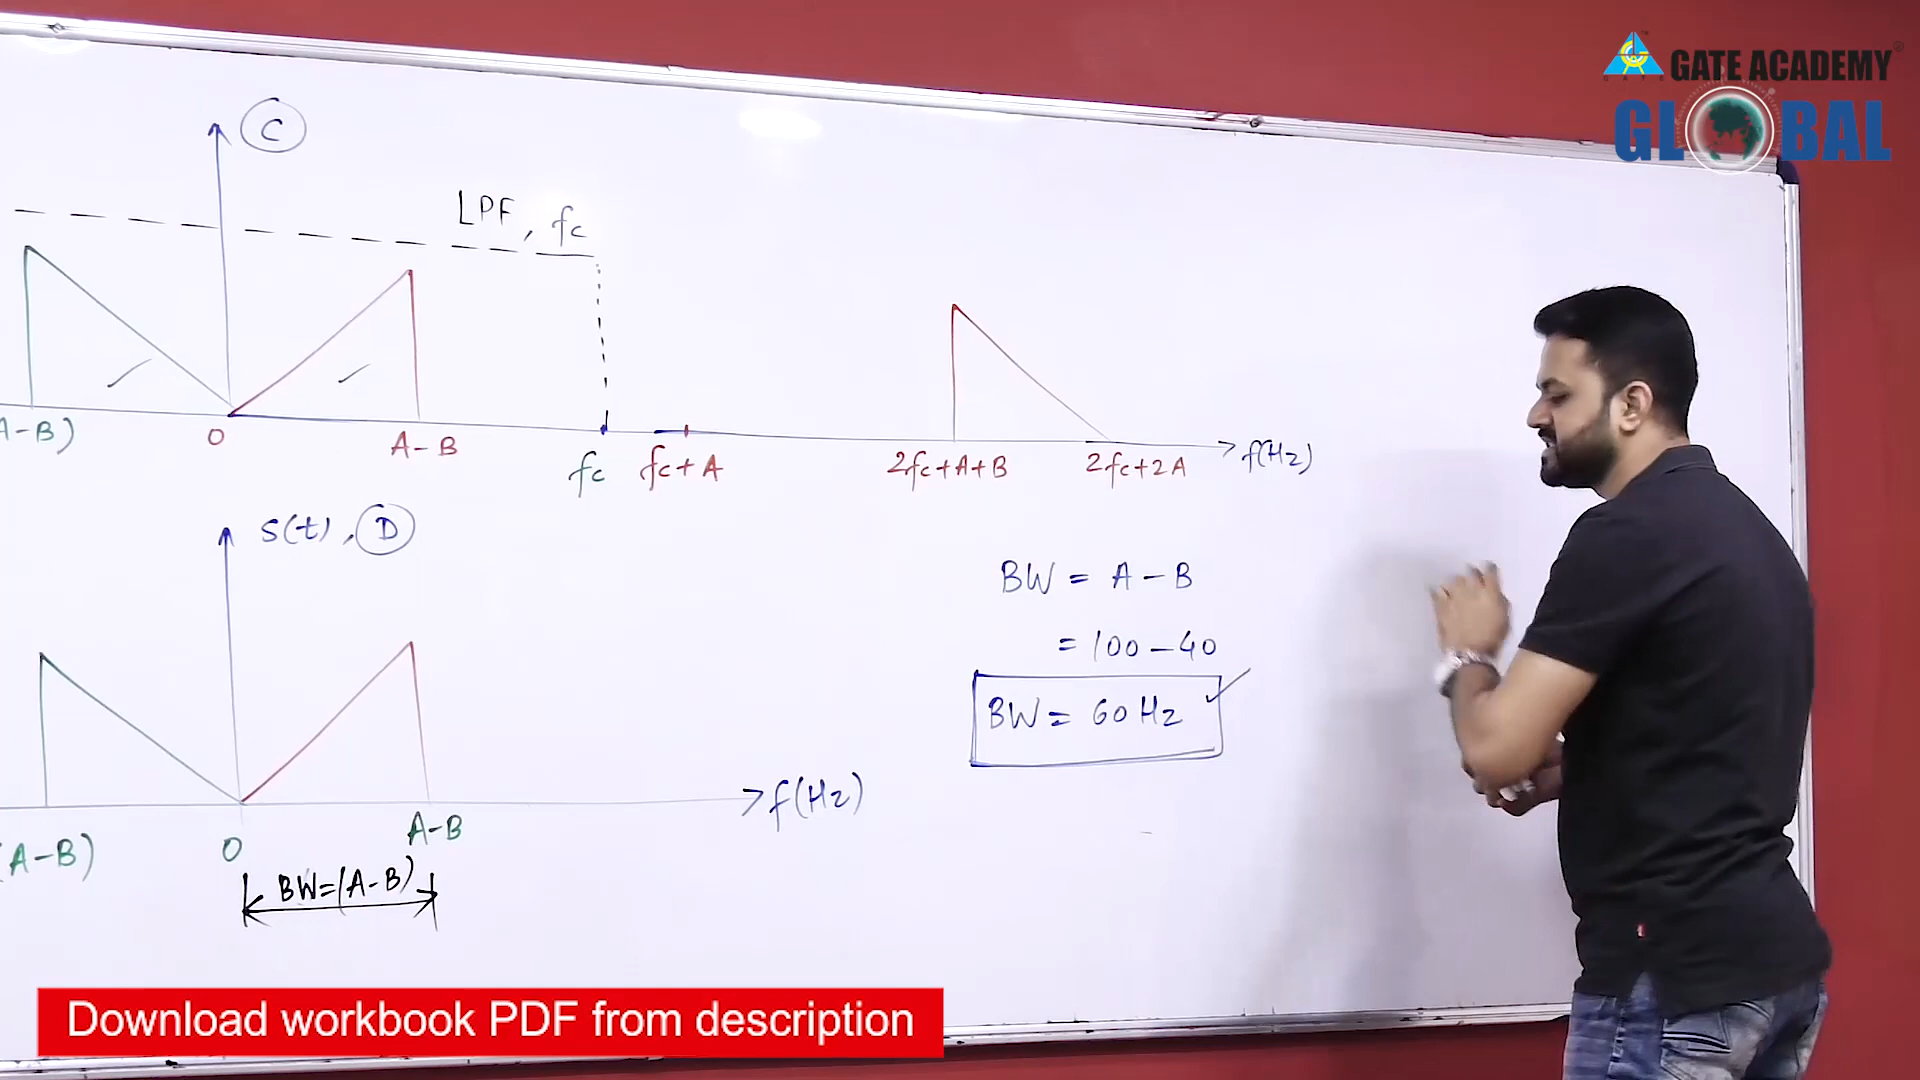 GATE ACADEMY
GLOBAL
C
LPF, fc
A-B)
0
A-B
fc
fc+A
2fc+A+B
2fc+2A
f(Hz)
S(t), D
BW = A-B
= 100-40
BW = 60 Hz
f(Hz)
(A-B)
0
A-B
BW=(A-B)
Download workbook PDF from description